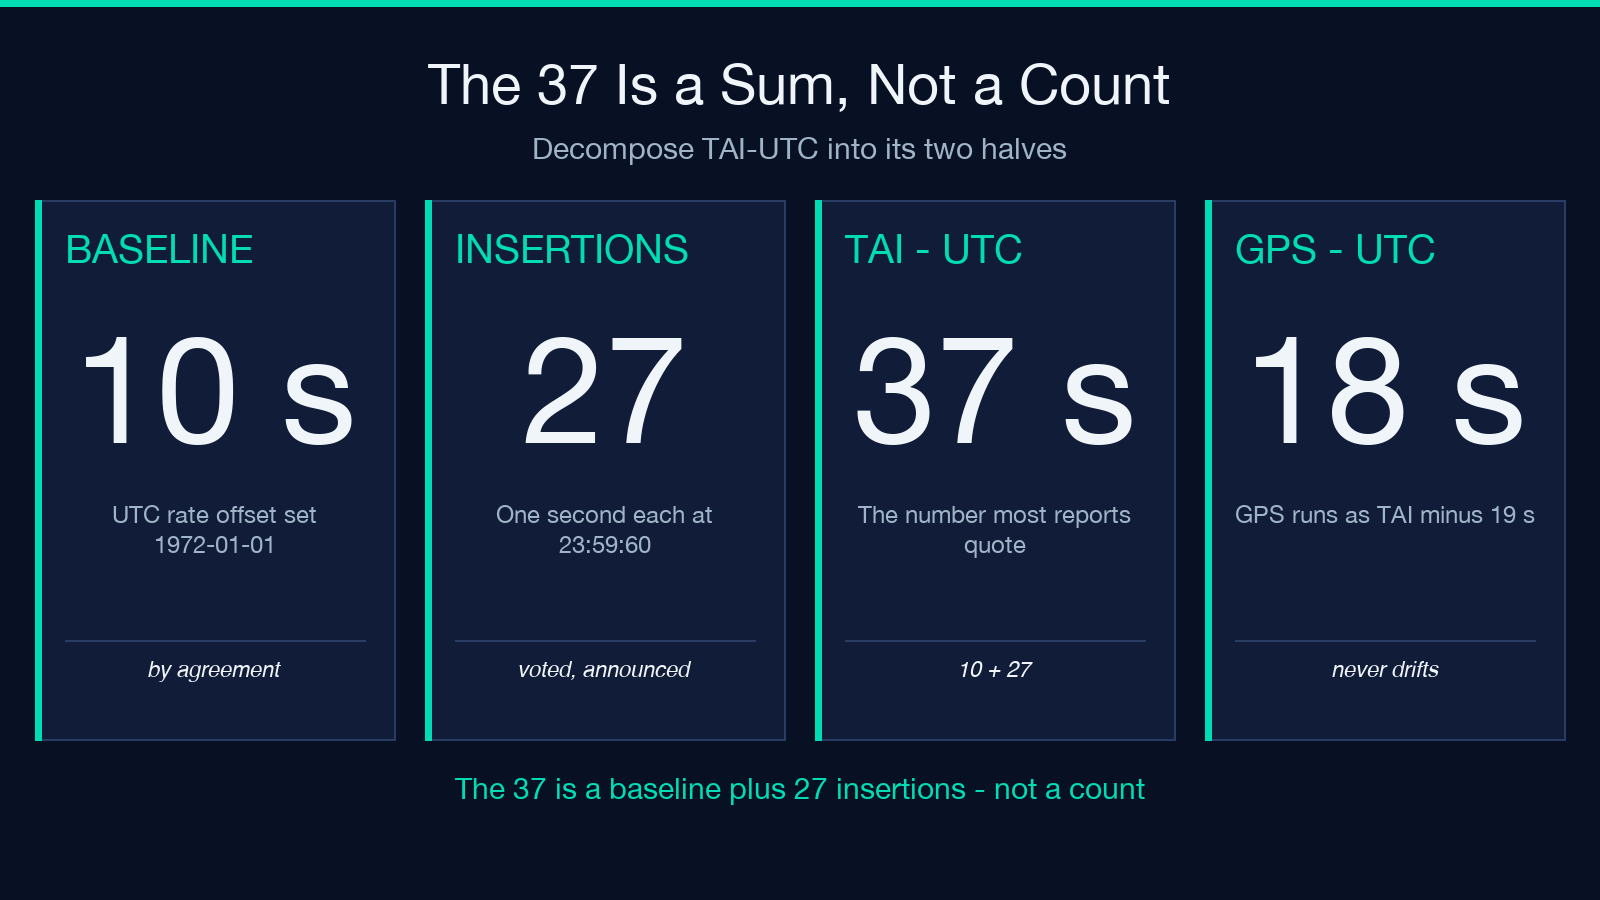 The 37 Is a Sum, Not a Count
Decompose TAI-UTC into its two halves
BASELINE
10 s
UTC rate offset set
1972-01-01
by agreement
INSERTIONS
27
One second each at
23:59:60
voted, announced
TAI - UTC
37 s
The number most reports
quote
10 + 27
GPS - UTC
18 s
GPS runs as TAI minus 19 s
never drifts
The 37 is a baseline plus 27 insertions - not a count